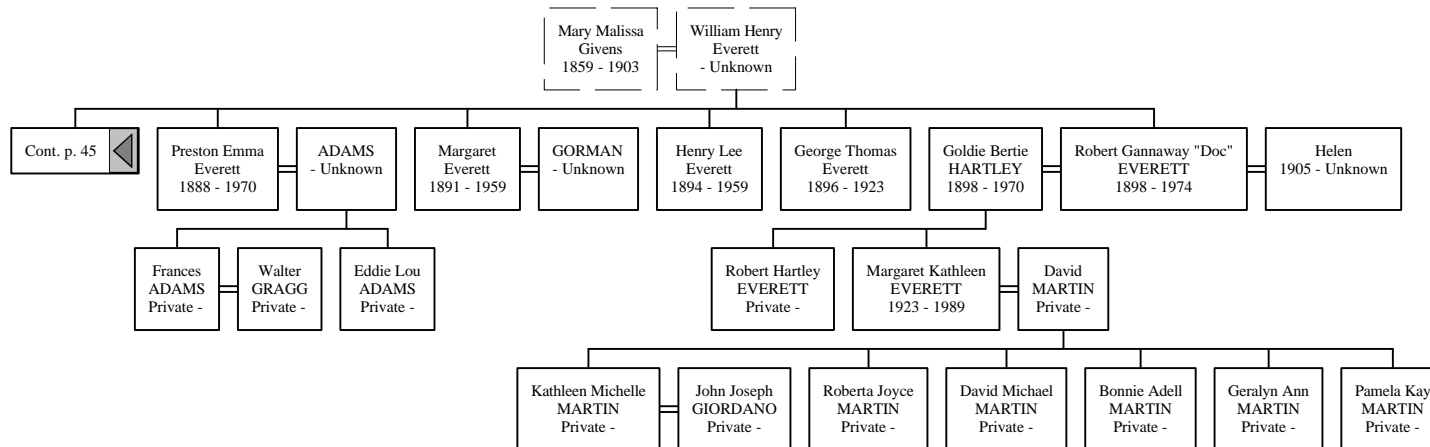 Mary Malissa
Givens
1859 - 1903
William Henry
Everett
- Unknown
Cont. p. 45
Preston Emma
Everett
1888 - 1970
ADAMS
- Unknown
Margaret
Everett
1891 - 1959
GORMAN
- Unknown
Henry Lee
Everett
1894 - 1959
George Thomas
Everett
1896 - 1923
Goldie Bertie
HARTLEY
1898 - 1970
Robert Gannaway "Doc"
EVERETT
1898 - 1974
Helen
1905 - Unknown
Frances
ADAMS
Private -
Walter
GRAGG
Private -
Eddie Lou
ADAMS
Private -
Robert Hartley
EVERETT
Private -
Margaret Kathleen
EVERETT
1923 - 1989
David
MARTIN
Private -
Kathleen Michelle
MARTIN
Private -
John Joseph
GIORDANO
Private -
Roberta Joyce
MARTIN
Private -
David Michael
MARTIN
Private -
Bonnie Adell
MARTIN
Private -
Geralyn Ann
MARTIN
Private -
Pamela Kay
MARTIN
Private -